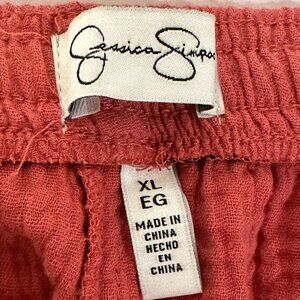 Jessica Simpson
XL
EG
MADE IN
CHINA
HECHO
EN
CHINA